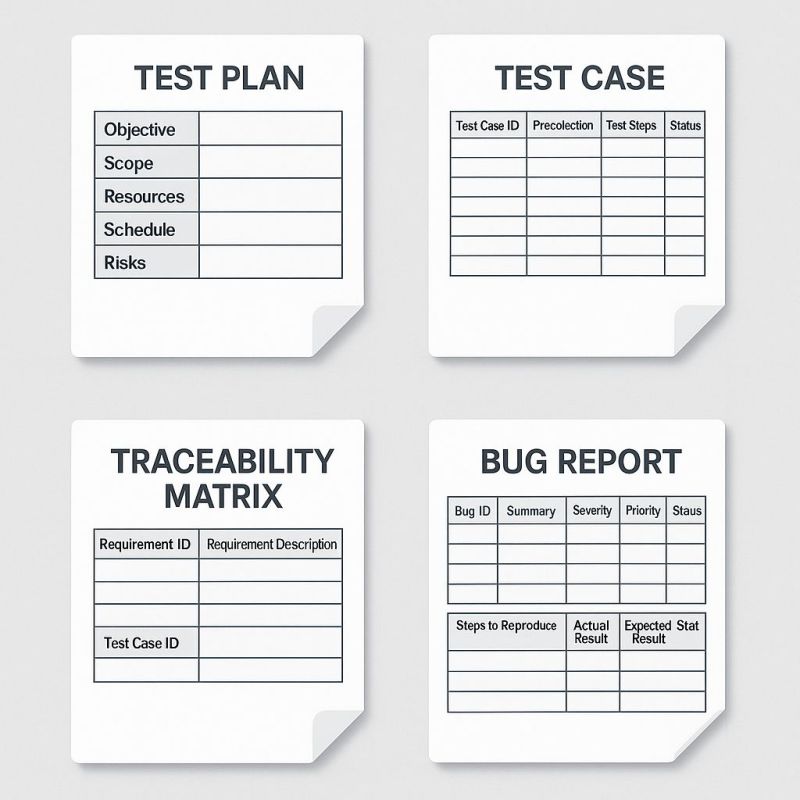 TEST PLAN
Objective
Scope
Resources
Schedule
Risks
TEST CASE
Test Case ID Precolection Test Steps Status
TRACEABILITY
MATRIX
Requirement ID Requirement Description
Test Case ID
BUG REPORT
Bug ID Summary Severity Priority Staus
Steps to Reproduce Actual Expected Stat
Result Result